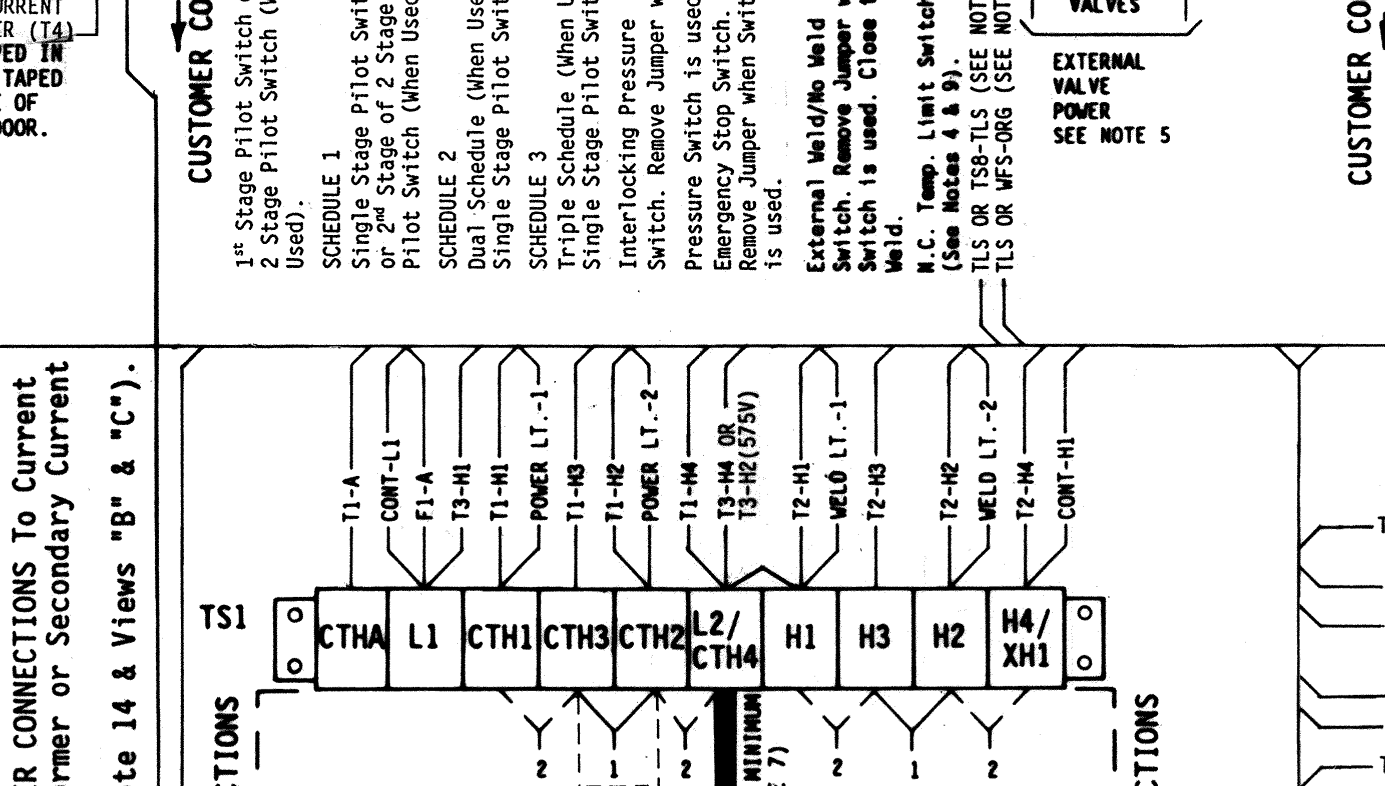 CURRENT
ER (T4)
PED IN
TAPED
OF
DOOR.
CUSTOMER CO
1st Stage Pilot Switch
2 Stage Pilot Switch (W
Used).
SCHEDULE 1
Single Stage Pilot Swit
or 2nd Stage of 2 Stage
Pilot Switch (When Used
SCHEDULE 2
Dual Schedule (When Use
Single Stage Pilot Swit
SCHEDULE 3
Triple Schedule (When U
Single Stage Pilot Swit
Interlocking Pressure
Switch. Remove Jumper w
Pressure Switch is used
Emergency Stop Switch.
Remove Jumper when Swit
is used.
External Weld/No Weld
Switch. Remove Jumper w
Switch is used. Close t
Weld.
N.C. Temp. Limit Switch
(See Notes 4 & 9).
TLS OR TS8-TLS (SEE NOT
TLS OR WFS-ORG (SEE NOT
VALVES
EXTERNAL
VALVE
POWER
SEE NOTE 5
CUSTOMER CO
ER CONNECTIONS To Current
ormer or Secondary Current
te 14 & Views "B" & "C").
T1-A
CONT-L1
F1-A
T3-H1
T1-H1
POWER LT.-1
T1-H3
T1-H2
POWER LT.-2
T1-H4
T3-H4 OR
T3-H2(575V)
T2-H1
WELD LT.-1
T2-H3
T2-H2
WELD LT.-2
T2-H4
CONT-H1
TS1
CTHA
L1
CTH1
CTH3
CTH2
L2/
CTH4
H1
H3
H2
H4/
XH1
CTIONS
2
1
2
MINIMUM
7)
2
1
2
CTIONS